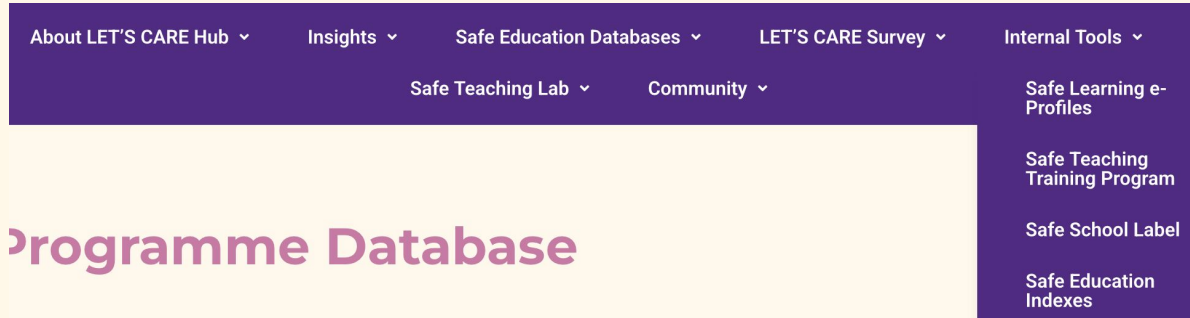 About LET'S CARE Hub
Insights
Safe Education Databases
LET'S CARE Survey
Internal Tools
Safe Teaching Lab
Community
Safe Learning e-
Profiles
Safe Teaching
Training Program
Safe School Label
Safe Education
Indexes
Programme Database